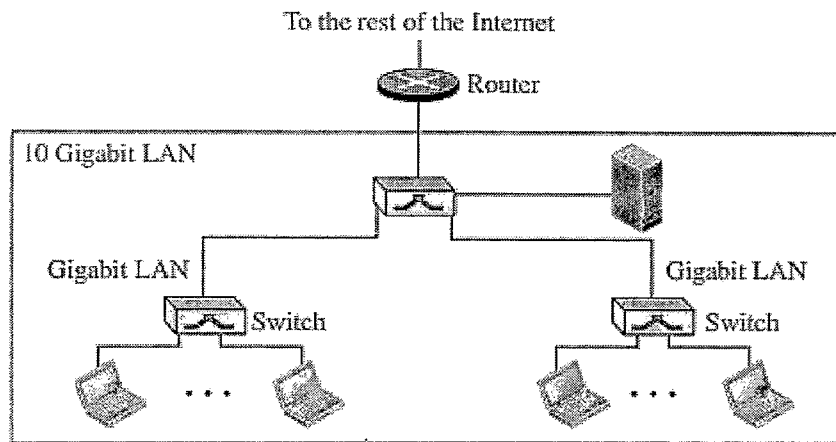 To the rest of the Internet
Router
10 Gigabit LAN
Gigabit LAN
Gigabit LAN
Switch
Switch